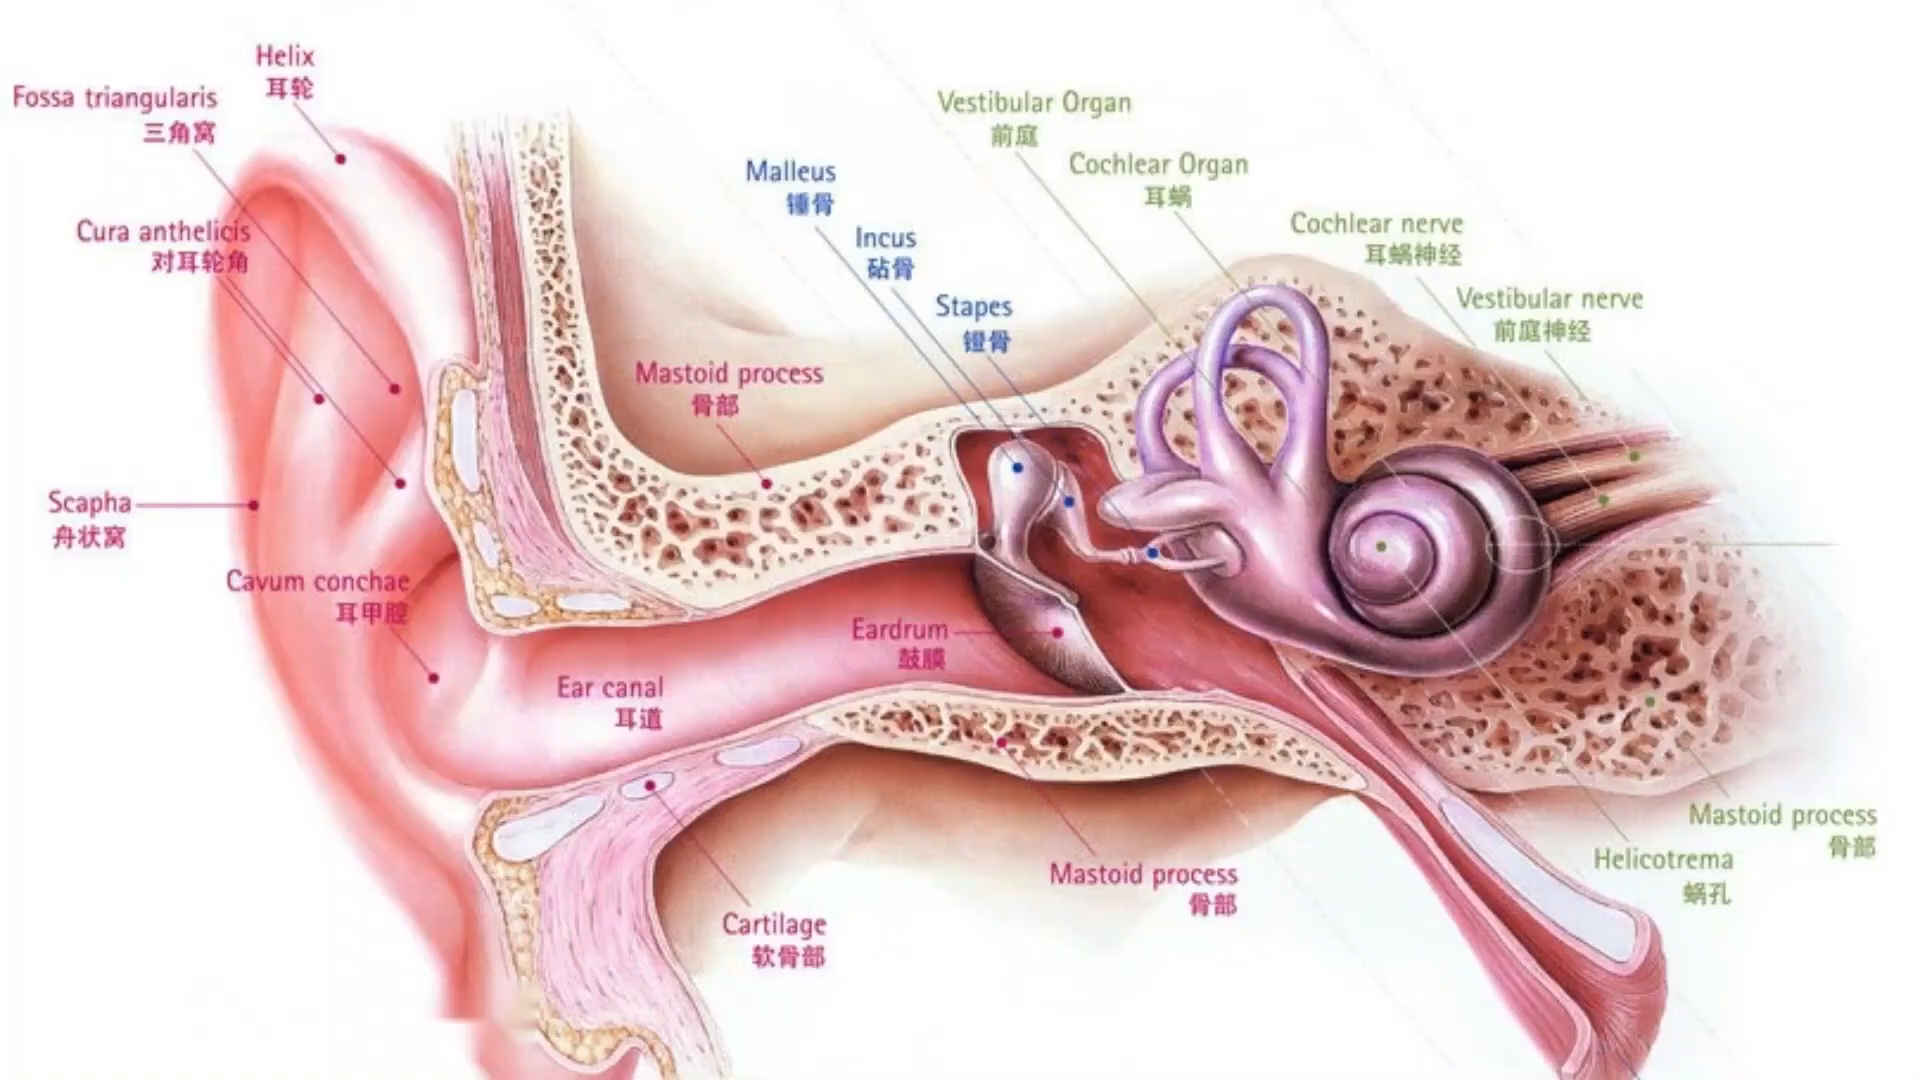 Helix
耳轮
Fossa triangularis
三角窝
Cura anthelicis
对耳轮角
Scapha
舟状窝
Cavum conchae
耳甲腔
Ear canal
耳道
Cartilage
软骨部
Mastoid process
骨部
Eardrum
鼓膜
Mastoid process
骨部
Malleus
锤骨
Incus
砧骨
Stapes
镫骨
Vestibular Organ
前庭
Cochlear Organ
耳蜗
Cochlear nerve
耳蜗神经
Vestibular nerve
前庭神经
Mastoid process
骨部
Helicotrema
蜗孔